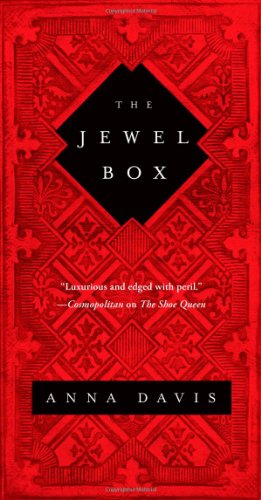 THE
JEWEL
BOX
“Luxurious and edged with peril.”
—Cosmopolitan on The Shoe Queen
ANNA DAVIS